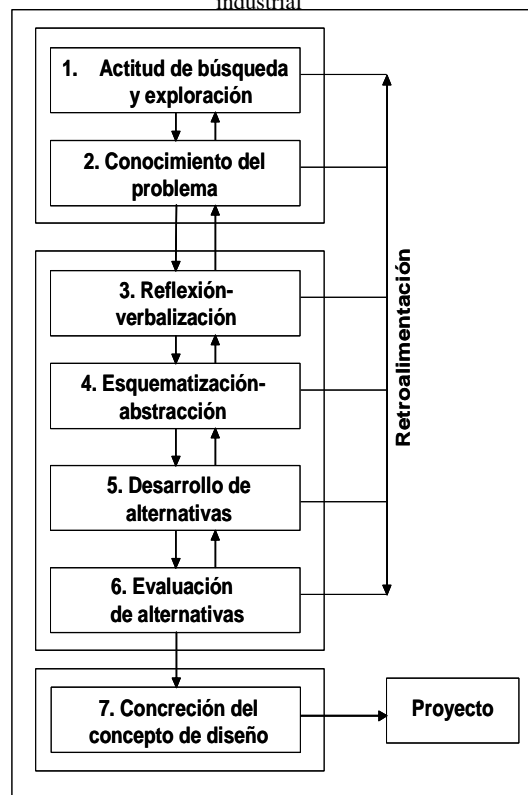 industrial
1. Actitud de búsqueda
y exploración
2. Conocimiento del
problema
3. Reflexión-
verbalización
4. Esquematización-
abstracción
5. Desarrollo de
alternativas
6. Evaluación
de alternativas
7. Concreción del
concepto de diseño
Retroalimentación
Proyecto